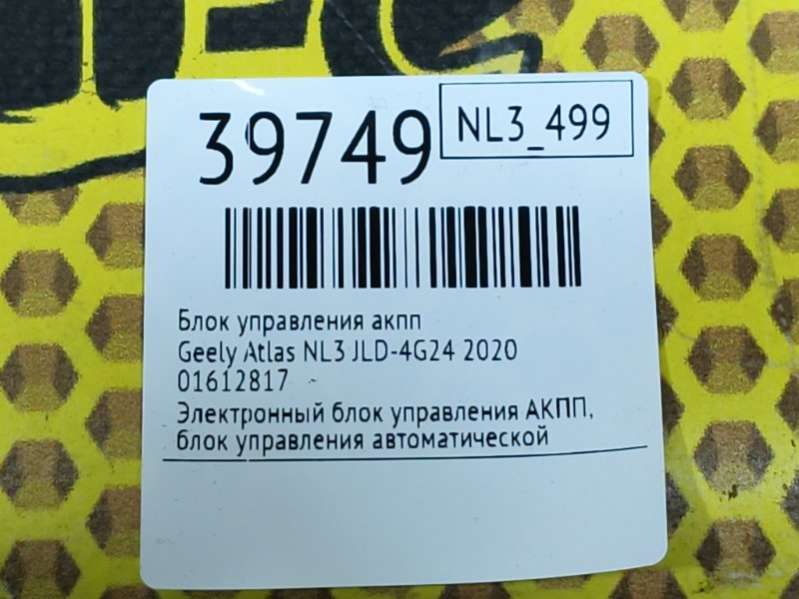 39749
NL3_499
Блок управления акпп
Geely Atlas NL3 JLD-4G24 2020
01612817
Электронный блок управления АКПП,
блок управления автоматической